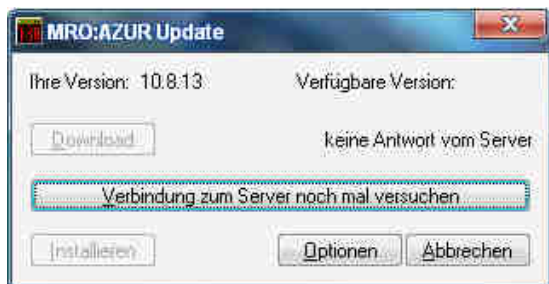 MRO:AZUR Update
Ihre Version: 10.8.13 Verfügbare Version:
Download keine Antwort vom Server
Verbindung zum Server noch mal versuchen
Installieren Optionen Abbrechen